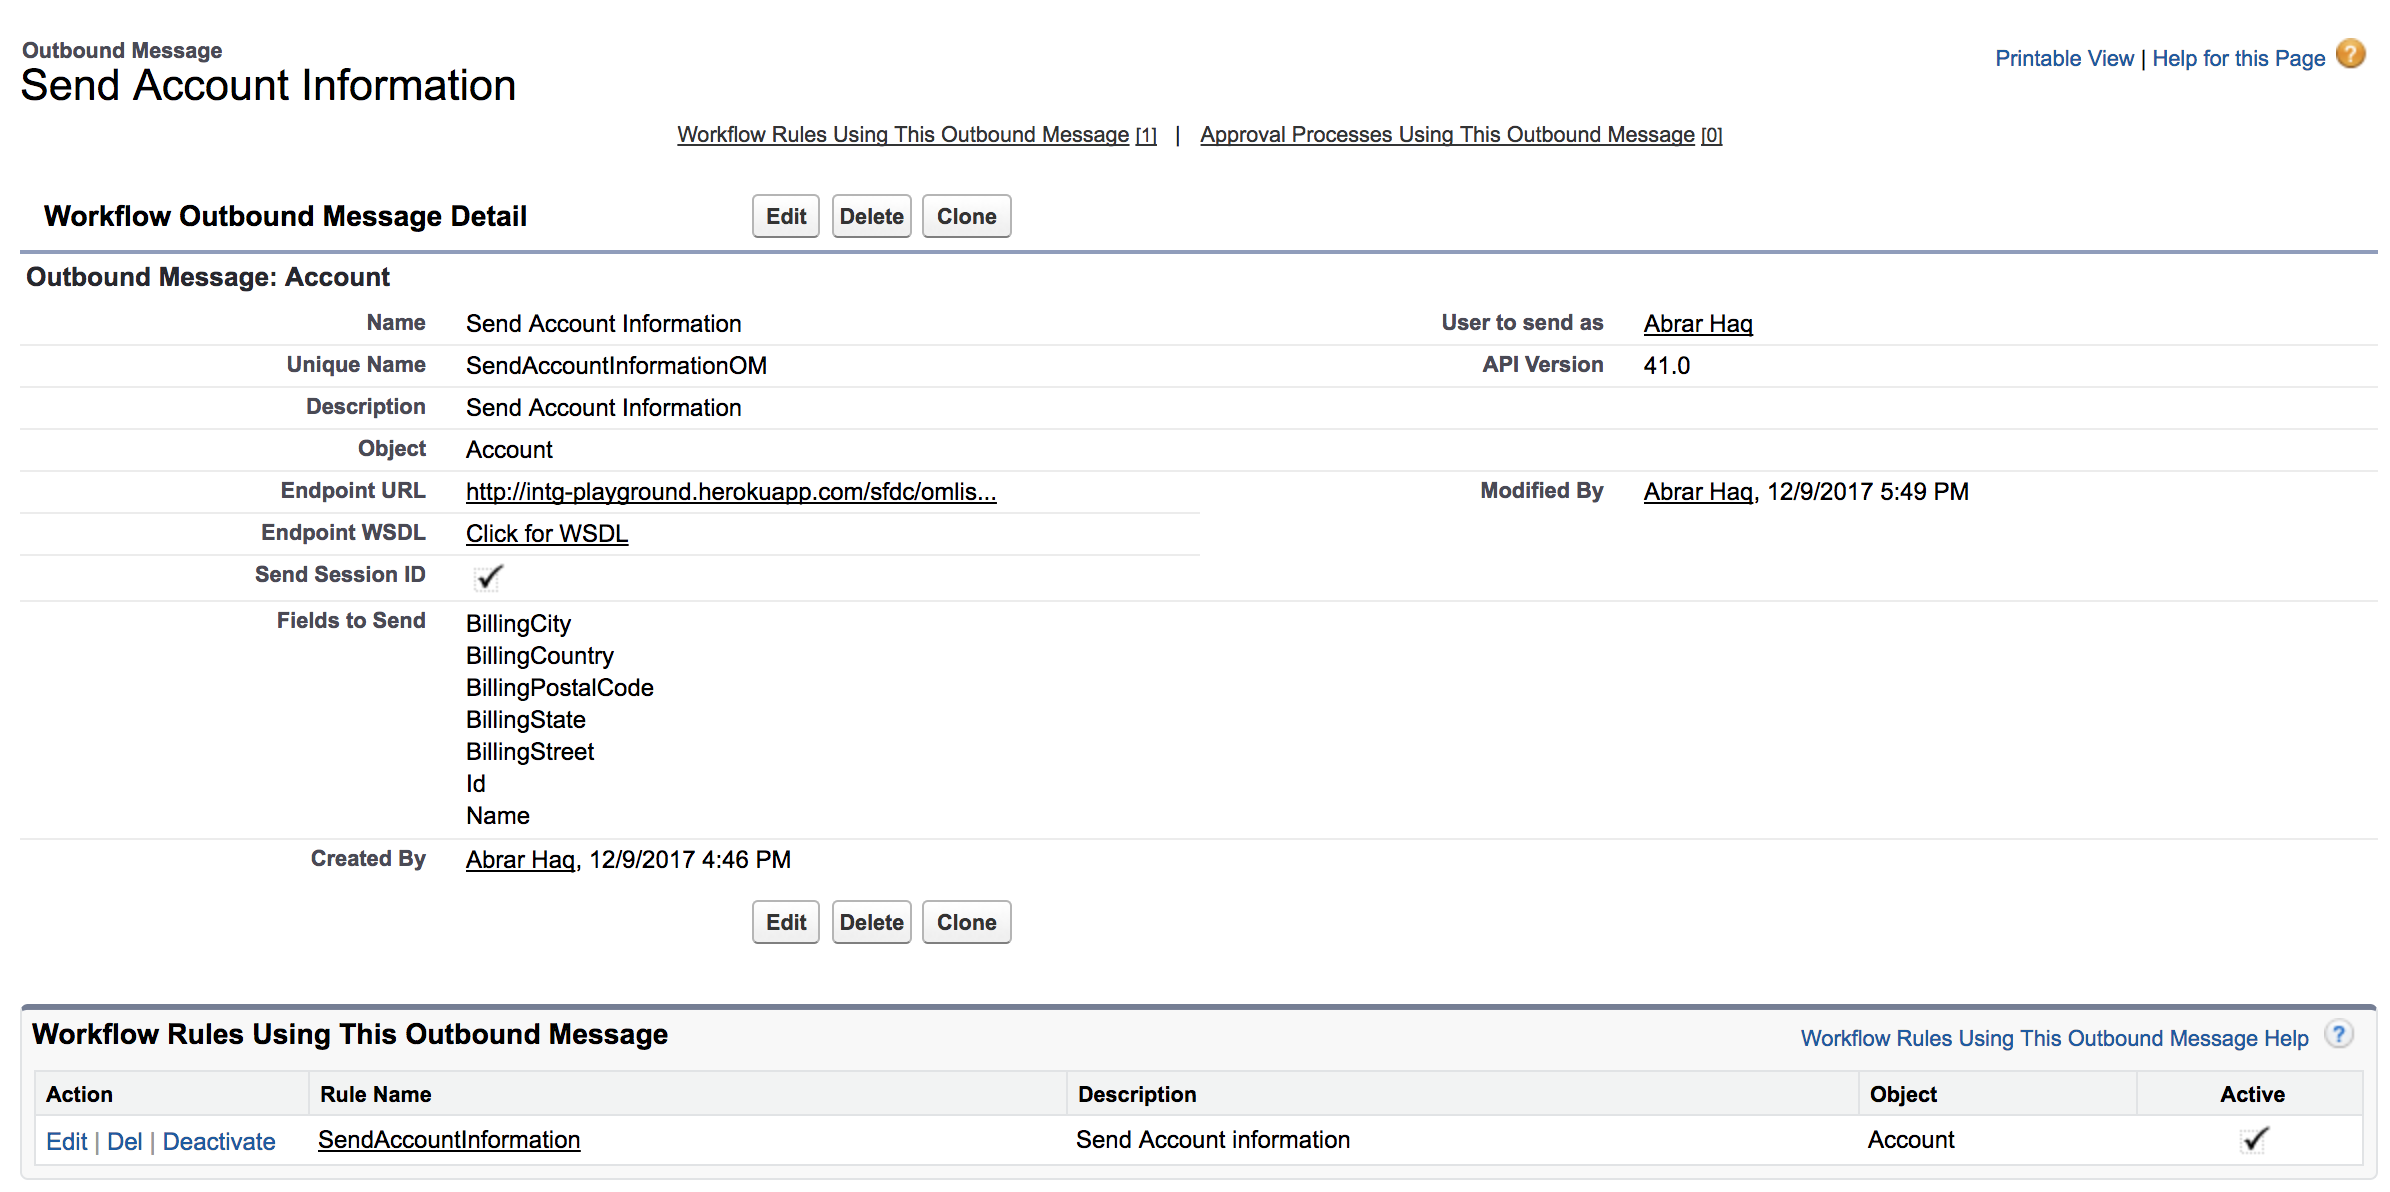 Outbound Message
Send Account Information
Printable View | Help for this Page ?
Workflow Rules Using This Outbound Message [1] | Approval Processes Using This Outbound Message [0]
Workflow Outbound Message Detail Edit Delete Clone
Outbound Message: Account
Name Send Account Information User to send as Abrar Haq
Unique Name SendAccountInformationOM API Version 41.0
Description Send Account Information
Object Account
Endpoint URL http://intg-playground.herokuapp.com/sfdc/omlis... Modified By Abrar Haq, 12/9/2017 5:49 PM
Endpoint WSDL Click for WSDL
Send Session ID
Fields to Send BillingCity
BillingCountry
BillingPostalCode
BillingState
BillingStreet
Id
Name
Created By Abrar Haq, 12/9/2017 4:46 PM
Edit Delete Clone
Workflow Rules Using This Outbound Message Workflow Rules Using This Outbound Message Help ?
Action Rule Name Description Object Active
Edit | Del | Deactivate SendAccountInformation Send Account information Account